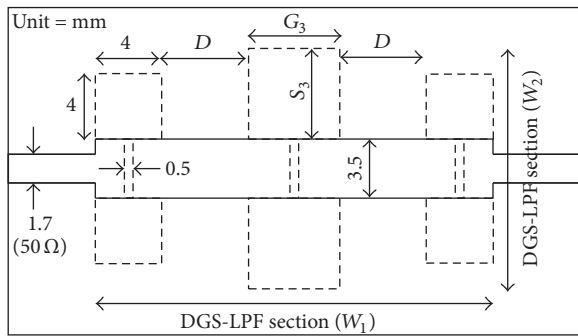 Unit = mm
4
D
G₃
D
4
S₃
0.5
3.5
1.7
(50 Ω)
DGS-LPF section (W₂)
DGS-LPF section (W₁)